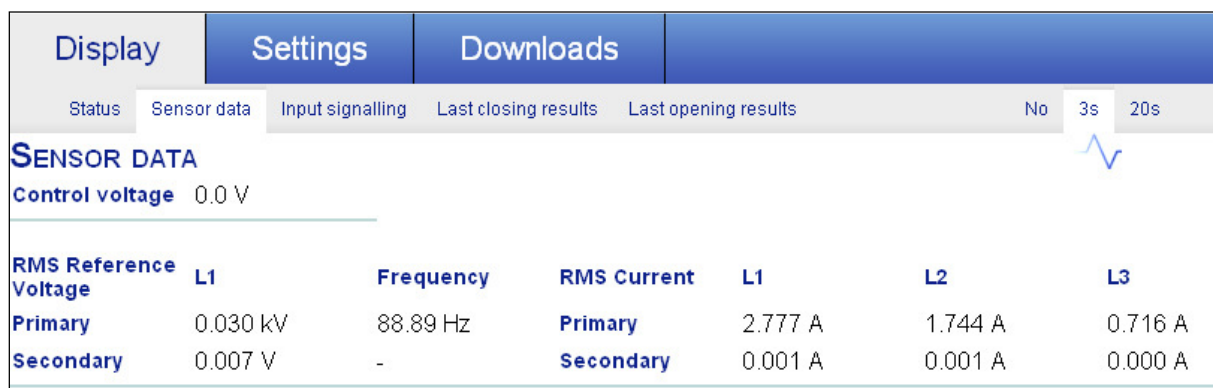 Display Settings Downloads
Status Sensor data Input signalling Last closing results Last opening results No 3s 20s
SENSOR DATA
Control voltage 0.0 V
RMS Reference Voltage L1 Frequency RMS Current L1 L2 L3
Primary 0.030 kV 88.89 Hz Primary 2.777 A 1.744 A 0.716 A
Secondary 0.007 V - Secondary 0.001 A 0.001 A 0.000 A